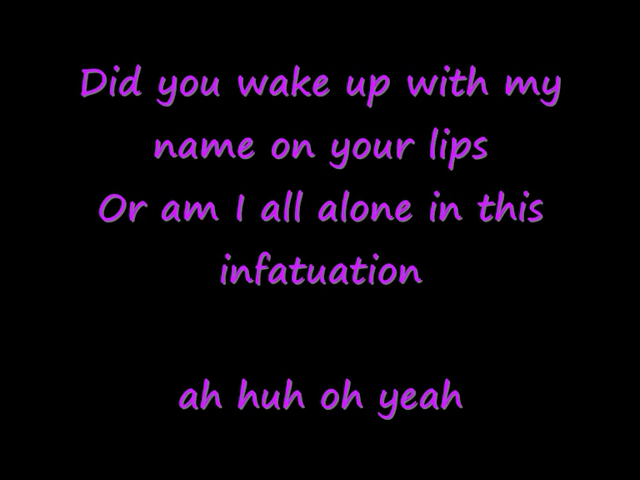 Did you wake up with my
name on your lips
Or am I all alone in this
infatuation
ah huh oh yeah